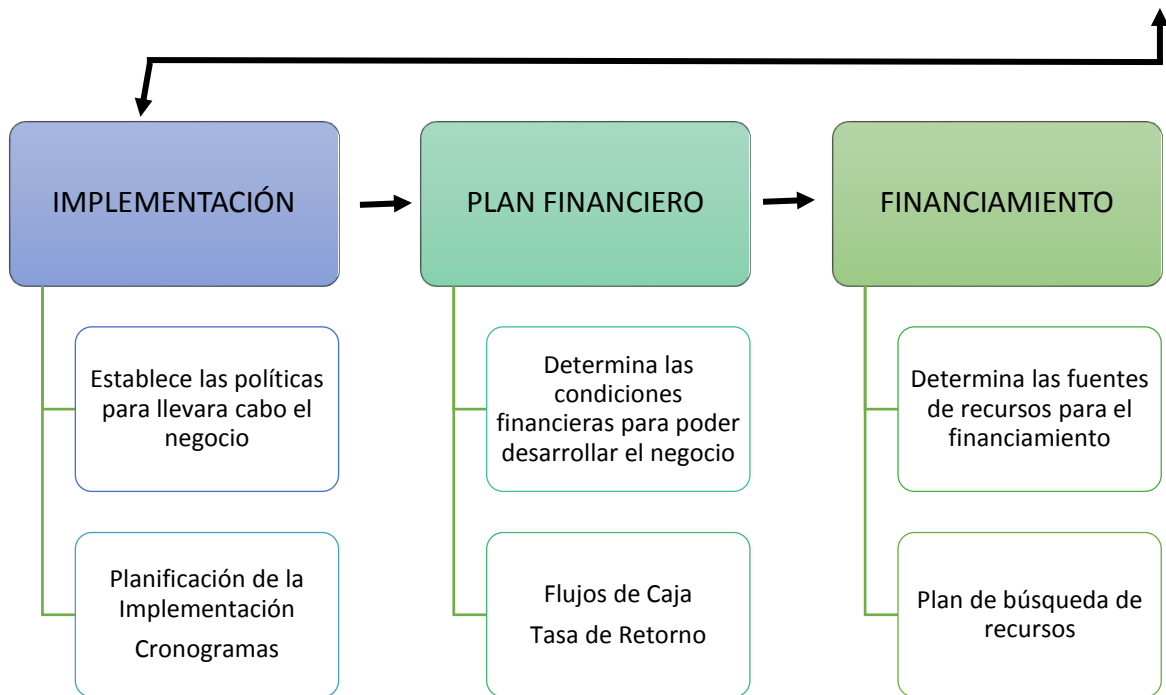 IMPLEMENTACIÓN
Establece las políticas
para llevara cabo el
negocio
Planificación de la
Implementación
Cronogramas
PLAN FINANCIERO
Determina las
condiciones
financieras para poder
desarrollar el negocio
Flujos de Caja
Tasa de Retorno
FINANCIAMIENTO
Determina las fuentes
de recursos para el
financiamiento
Plan de búsqueda de
recursos